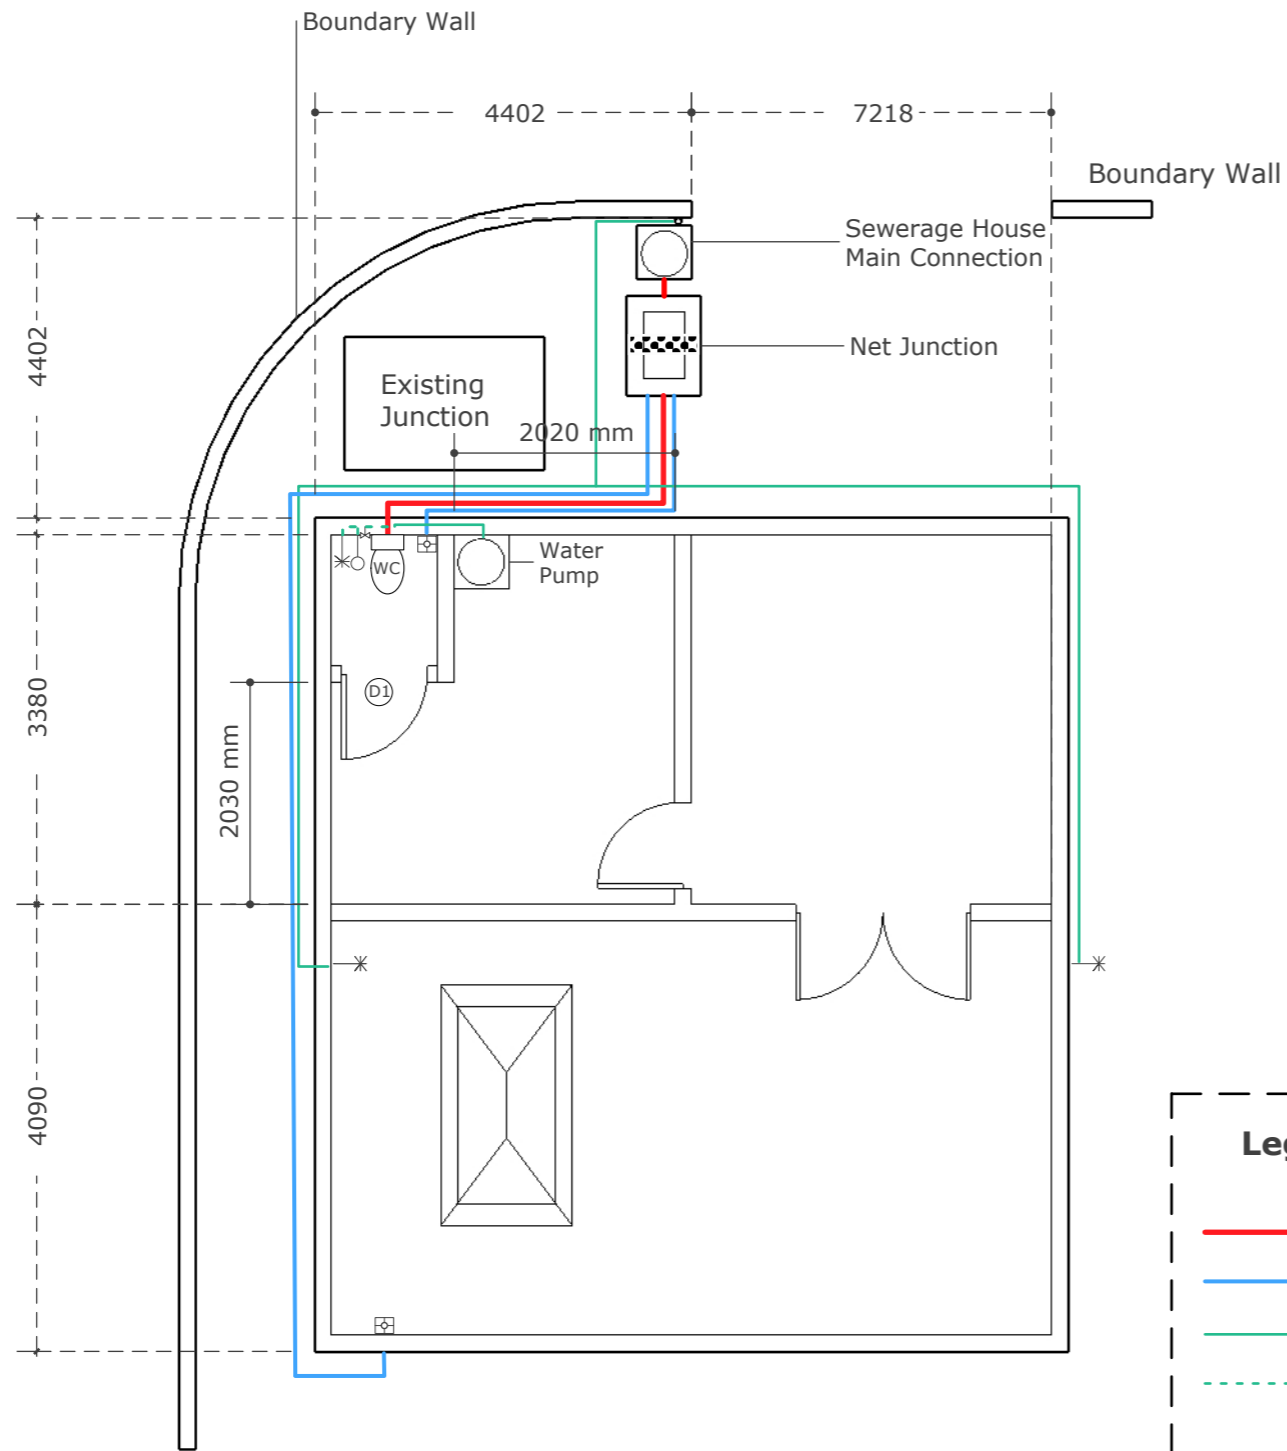 Boundary Wall
4402
7218
Boundary Wall
Sewerage House
Main Connection
4402
Net Junction
Existing
Junction
2020 mm
Water
Pump
WC
D1
3380
2030 mm
4090
Leg